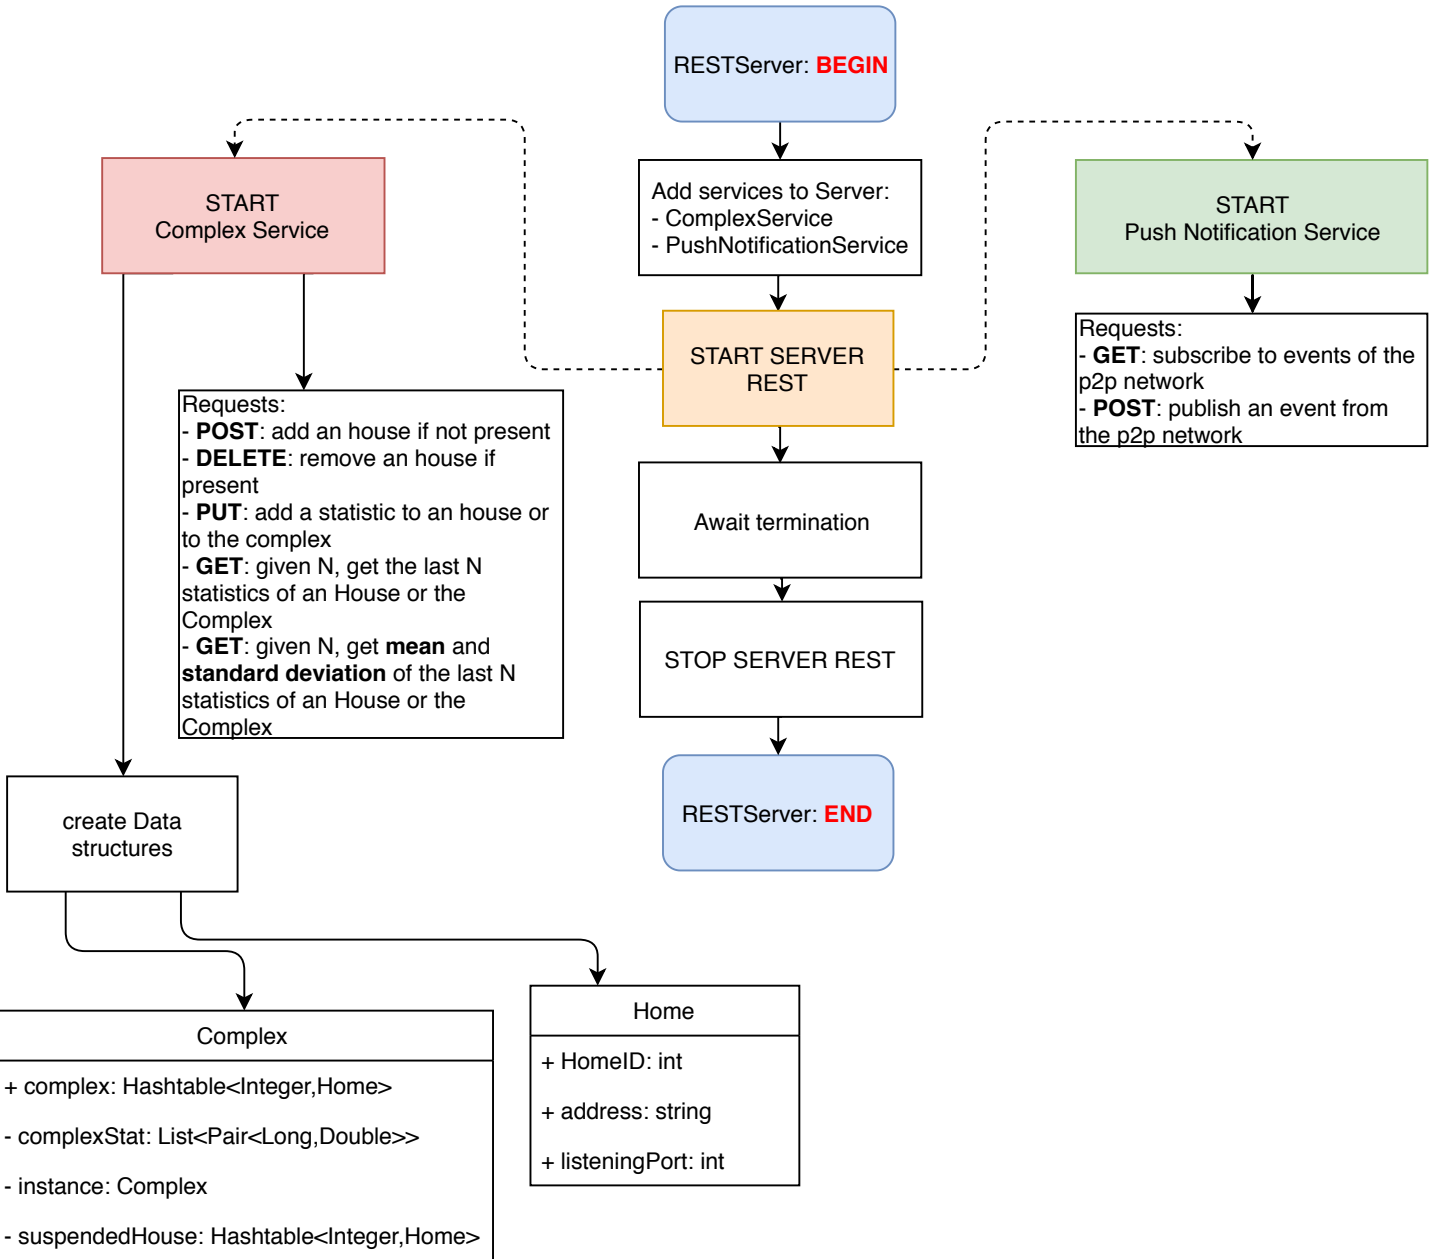 RESTServer: BEGIN
START
Complex Service
Add services to Server:
- ComplexService
- PushNotificationService
START
Push Notification Service
START SERVER
REST
Requests:
- GET: subscribe to events of the
p2p network
- POST: publish an event from
the p2p network
Requests:
- POST: add an house if not present
- DELETE: remove an house if
present
- PUT: add a statistic to an house or
to the complex
- GET: given N, get the last N
statistics of an House or the
Complex
- GET: given N, get mean and
standard deviation of the last N
statistics of an House or the
Complex
Await termination
STOP SERVER REST
RESTServer: END
create Data
structures
Complex
+ complex: Hashtable<Integer,Home>
- complexStat: List<Pair<Long,Double>>
- instance: Complex
- suspendedHouse: Hashtable<Integer,Home>
Home
+ HomeID: int
+ address: string
+ listeningPort: int